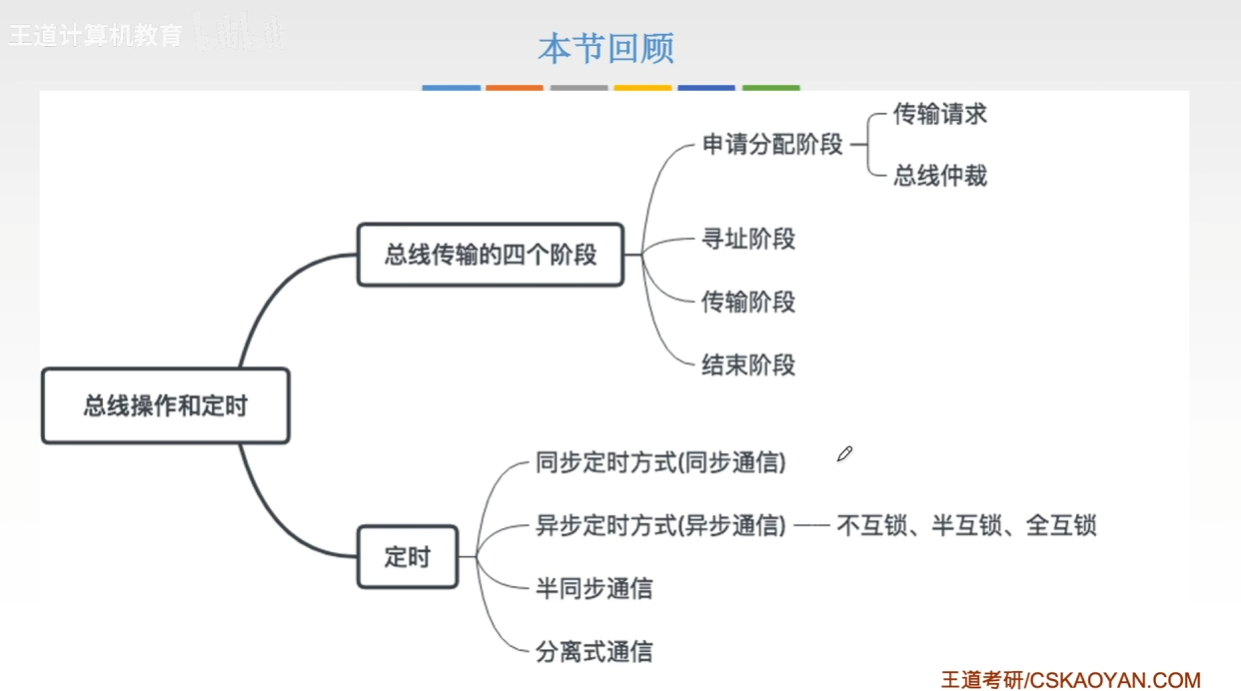 王道计算机教育
本节回顾
总线操作和定时
总线传输的四个阶段
申请分配阶段
传输请求
总线仲裁
寻址阶段
传输阶段
结束阶段
定时
同步定时方式(同步通信)
异步定时方式(异步通信)
不互锁、半互锁、全互锁
半同步通信
分离式通信
王道考研/CSKAOYAN.COM